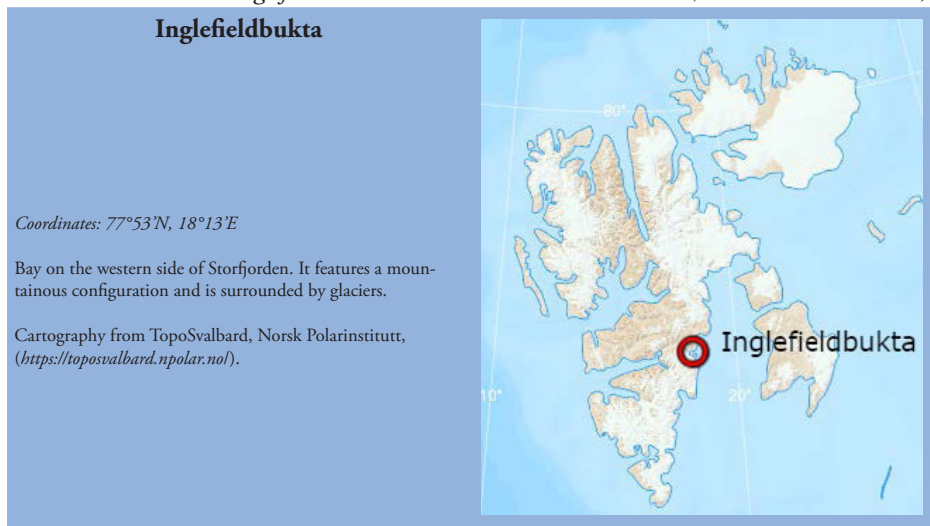 Inglefieldbukta
Coordinates: 77°53’N, 18°13’E
Bay on the western side of Storfjorden. It features a moun-
tainous configuration and is surrounded by glaciers.
Cartography from TopoSvalbard, Norsk Polarinstitutt,
(https://toposvalbard.npolar.no/).
80°
Inglefieldbukta
10°
20°